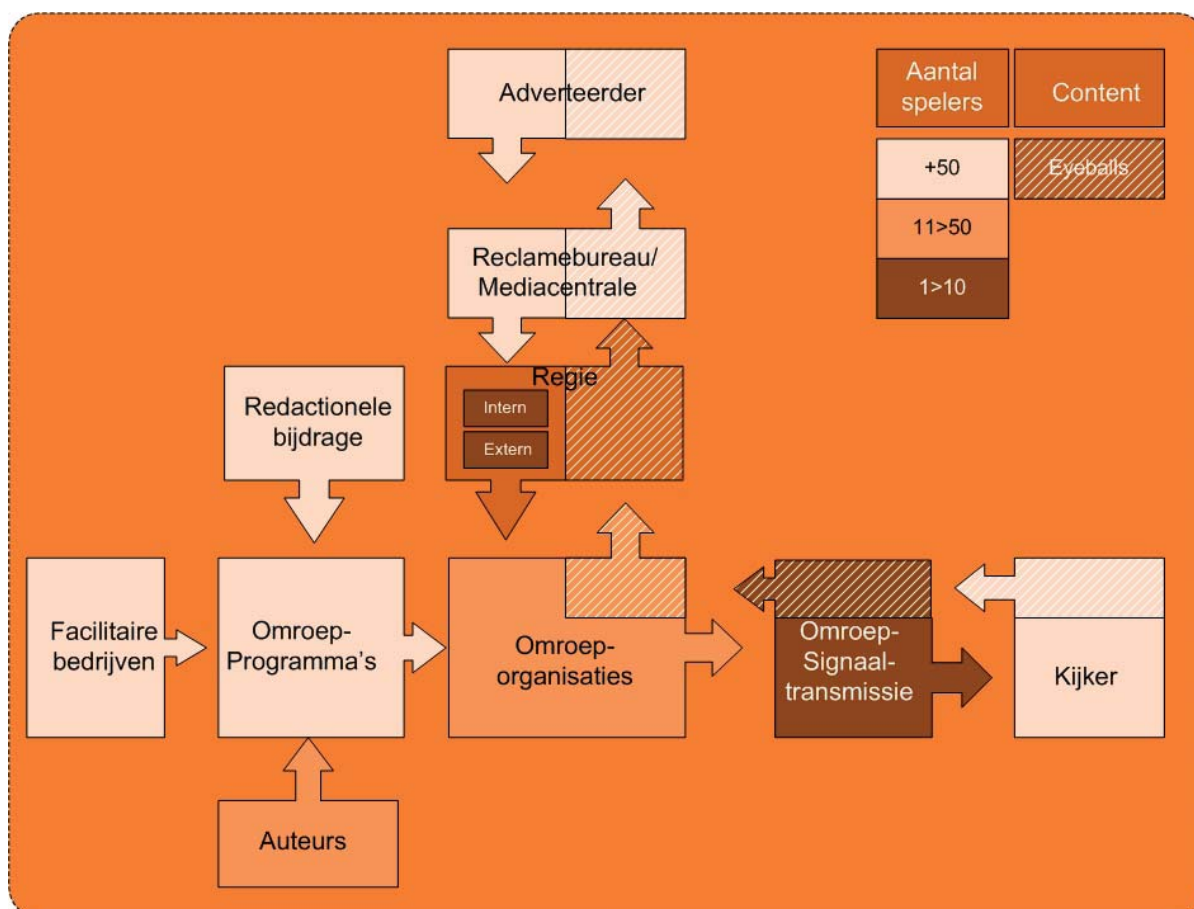 Adverteerder
Aantal
spelers
Content
+50
Eyeballs
11>50
1>10
Reclamebureau/
Mediacentrale
Regie
Intern
Extern
Redactionele
bijdrage
Facilitaire
bedrijven
Omroep-
Programma's
Omroep-
organisaties
Omroep-
Signaal-
transmissie
Kijker
Auteurs